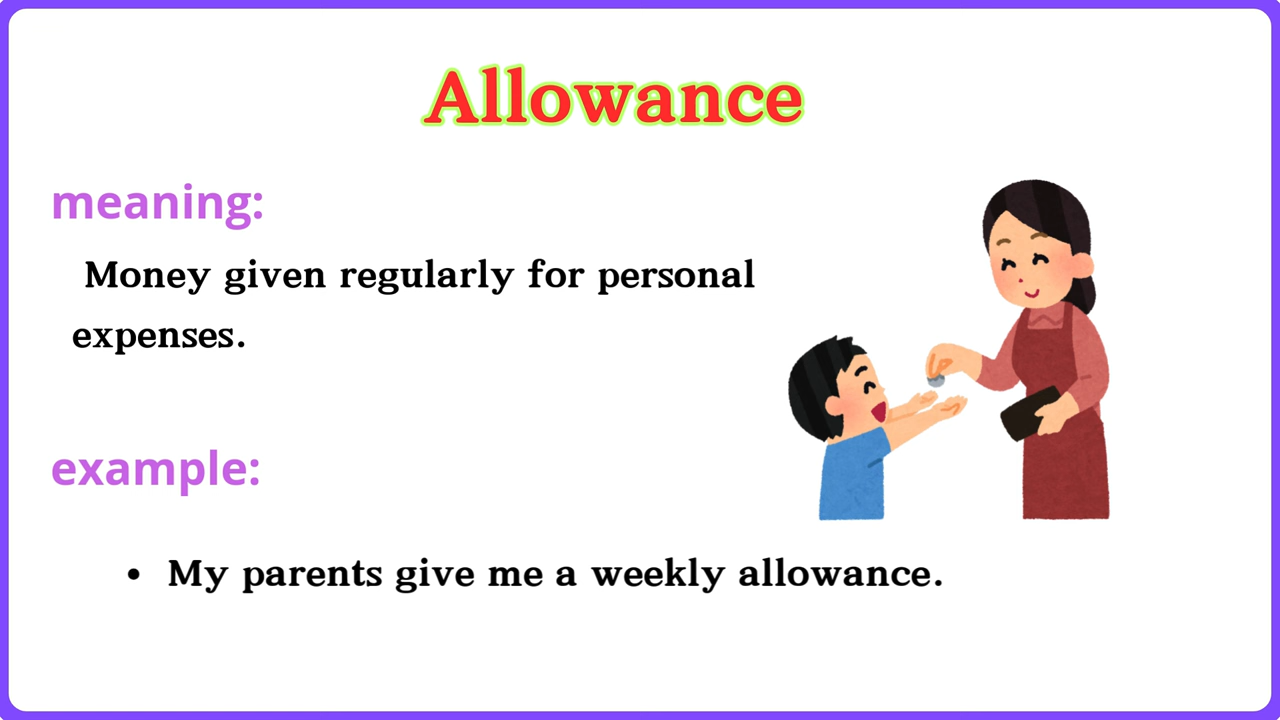 Allowance
meaning:
Money given regularly for personal
expenses.
example:
• My parents give me a weekly allowance.